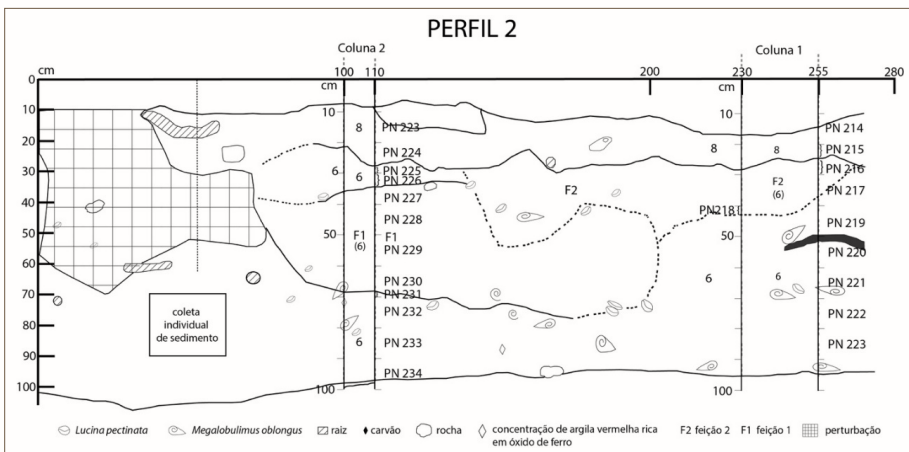 PERFIL 2
Coluna 2
Coluna 1
cm
100 110
200
230
cm
255
280
0
10
20
30
40
50
60
70
80
90
100
10
50
100
10
50
100
8
6
6
F1
(6)
6
PN 223
PN 224
PN 225
PN 226
PN 227
PN 228
F1
PN 229
PN 230
PN 231
PN 232
PN 233
PN 234
F2
8
PN218
6
8
F2
(6)
6
PN 214
PN 215
PN 216
PN 217
PN 219
PN 220
PN 221
PN 222
PN 223
coleta
individual
de sedimento
Lucina pectinata
Megalobulimus oblongus
raiz
carvão
rocha
concentração de argila vermelha rica
em óxido de ferro
F2 feição 2
F1 feição 1
perturbação